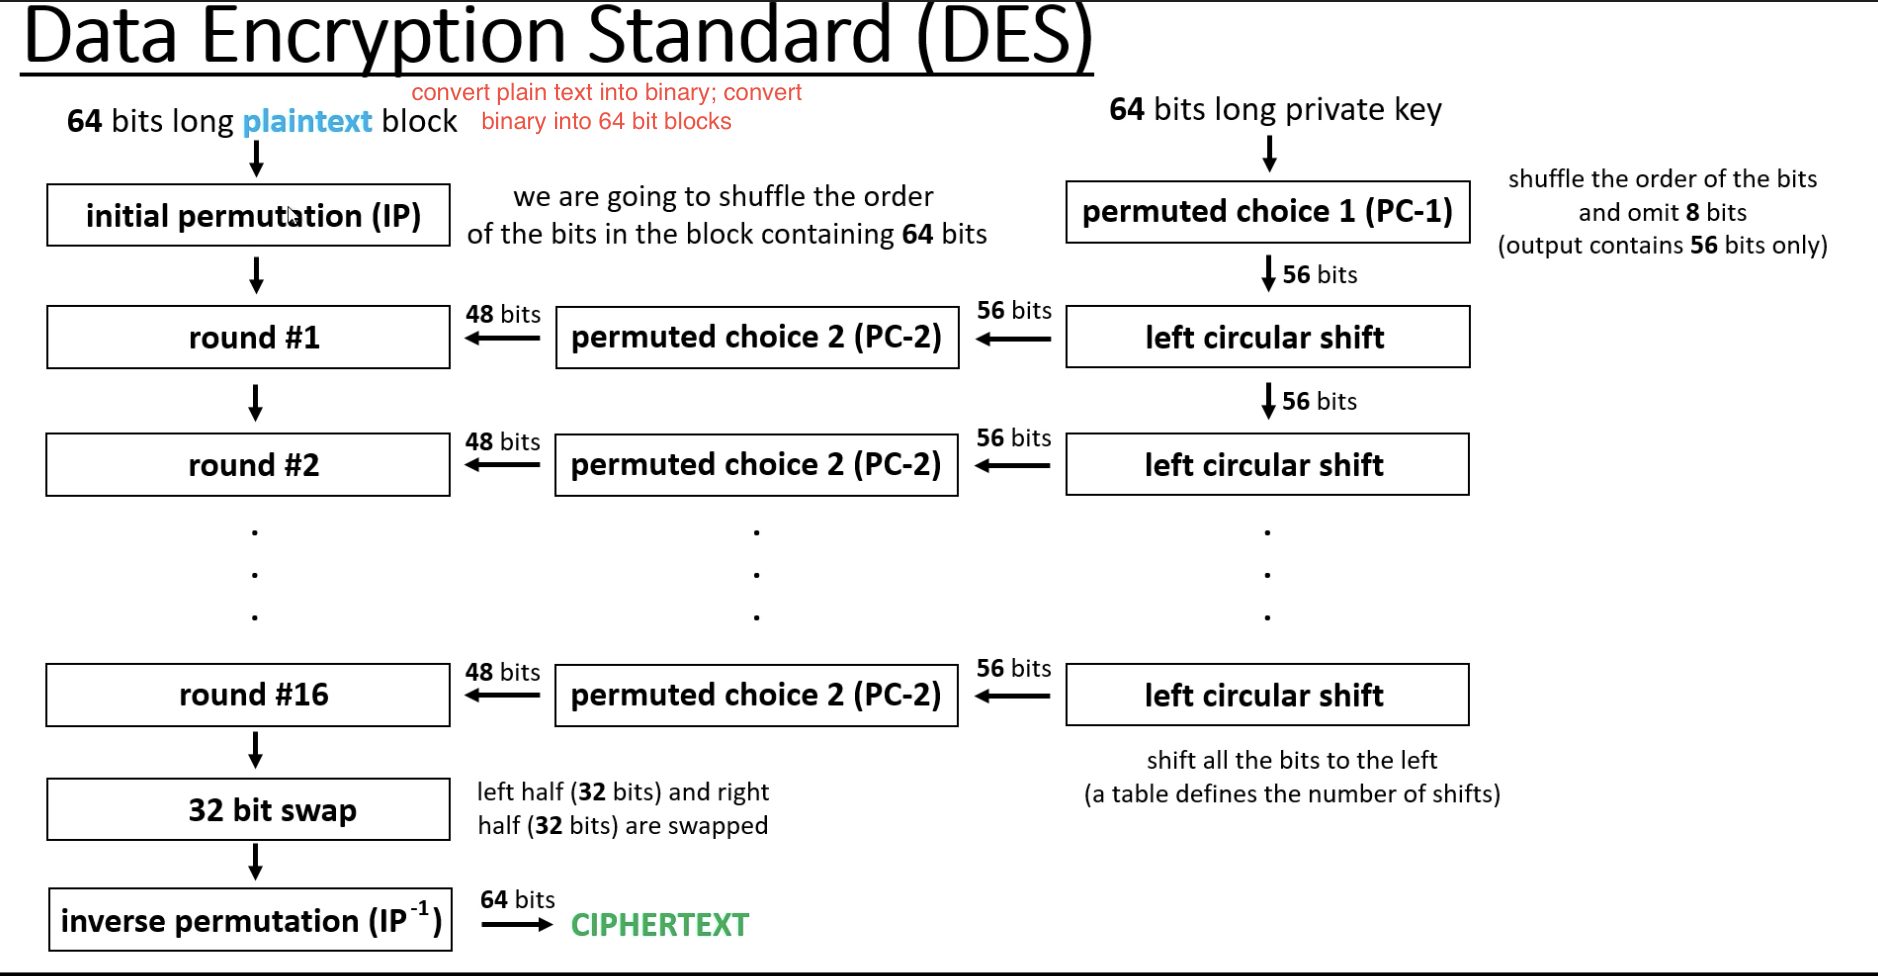 Data Encryption Standard (DES)
convert plain text into binary; convert
binary into 64 bit blocks
64 bits long plaintext block
64 bits long private key
initial permutation (IP)
we are going to shuffle the order
of the bits in the block containing 64 bits
permuted choice 1 (PC-1)
shuffle the order of the bits
and omit 8 bits
(output contains 56 bits only)
56 bits
round #1
48 bits
permuted choice 2 (PC-2)
56 bits
left circular shift
56 bits
round #2
48 bits
permuted choice 2 (PC-2)
56 bits
left circular shift
.
.
.
.
.
.
.
.
.
round #16
48 bits
permuted choice 2 (PC-2)
56 bits
left circular shift
shift all the bits to the left
(a table defines the number of shifts)
32 bit swap
left half (32 bits) and right
half (32 bits) are swapped
inverse permutation (IP⁻¹)
64 bits
CIPHERTEXT